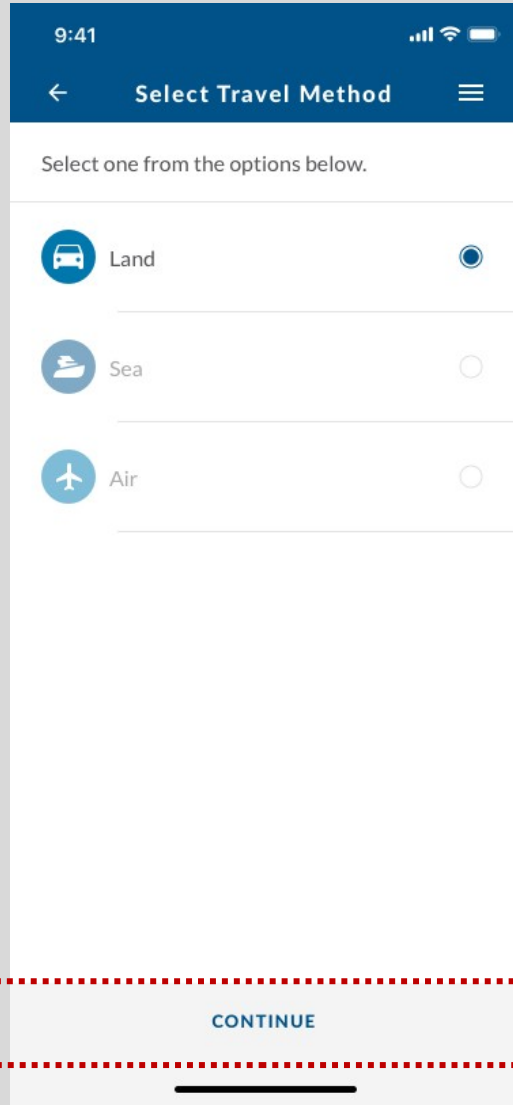 9:41
Select Travel Method
Select one from the options below.
Land
Sea
Air
CONTINUE